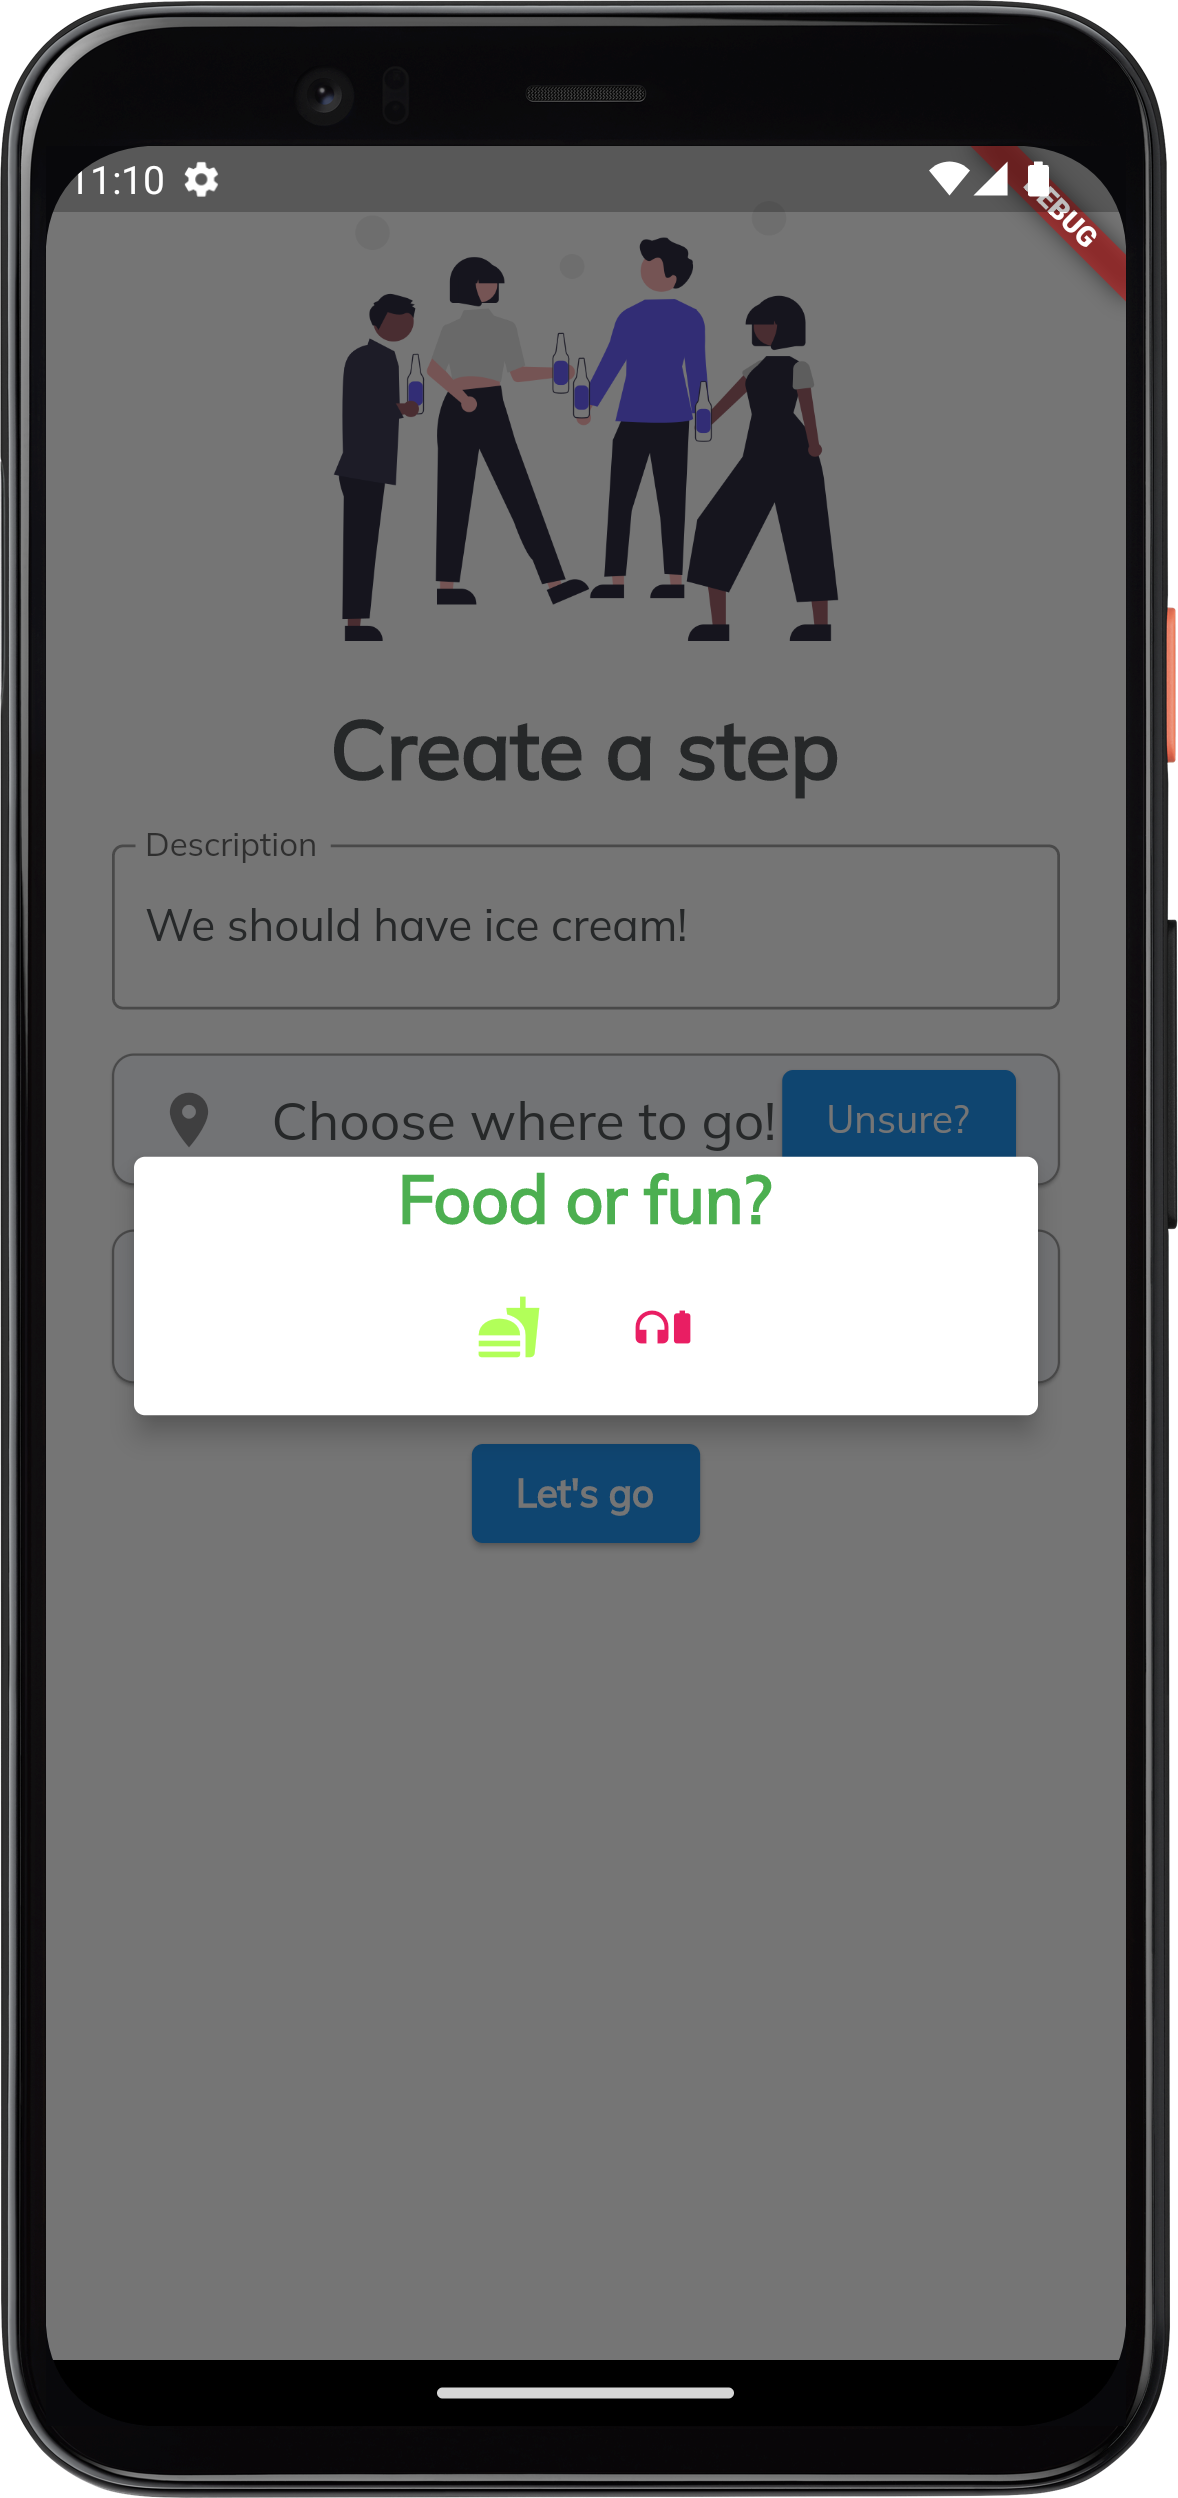 11:10
DEBUG
Create a step
Description
We should have ice cream!
Choose where to go!
Unsure?
Food or fun?
Let's go